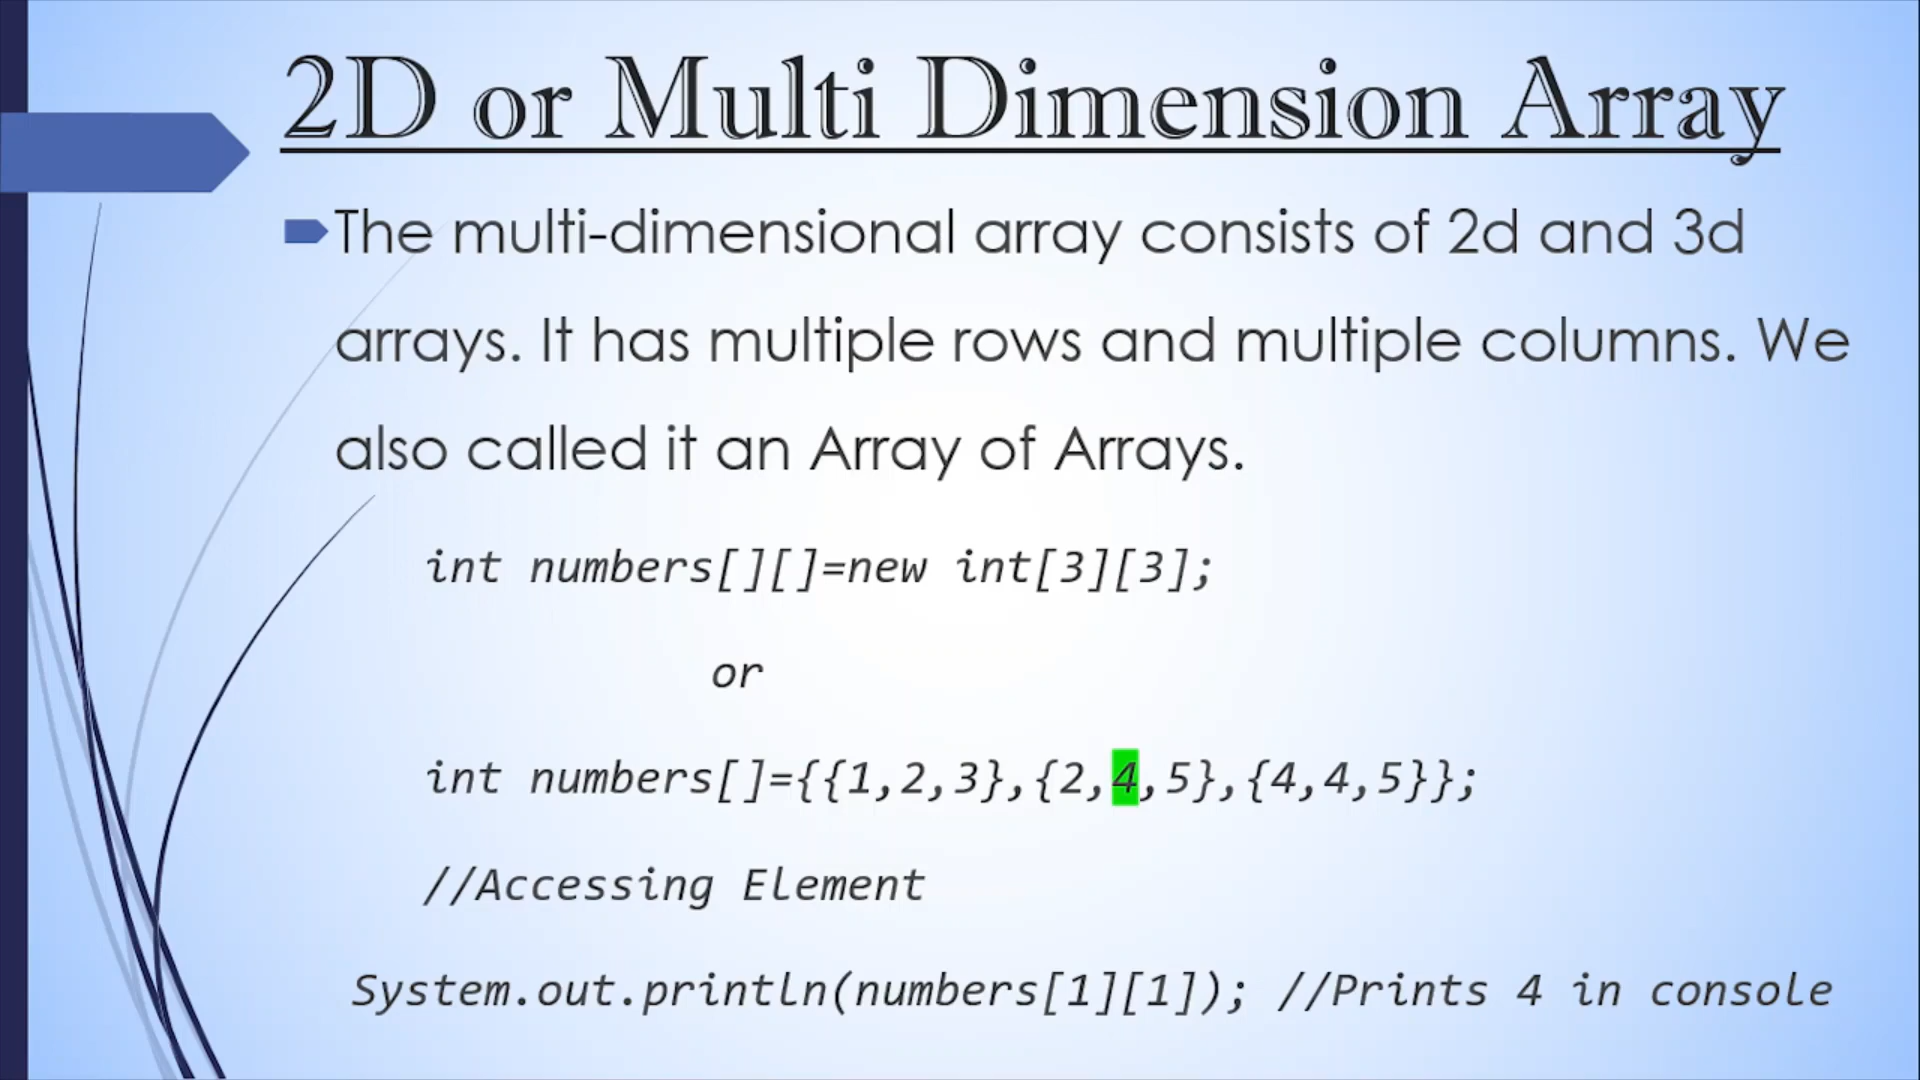 2D or Multi Dimension Array
The multi-dimensional array consists of 2d and 3d
arrays. It has multiple rows and multiple columns. We
also called it an Array of Arrays.
int numbers[][]=new int[3][3];
or
int numbers[]={{1,2,3},{2,4,5},{4,4,5}};
//Accessing Element
System.out.println(numbers[1][1]); //Prints 4 in console